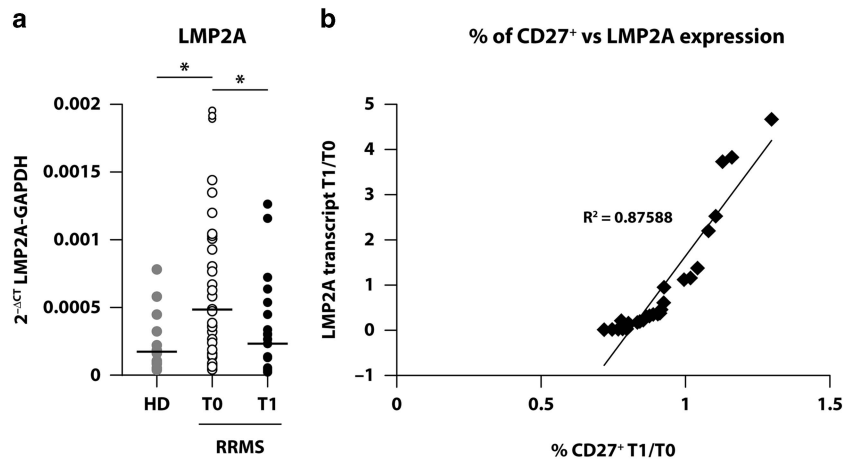 a
LMP2A
*
*
2⁻ΔCT LMP2A-GAPDH
0.002
0.0015
0.001
0.0005
0
HD T0 T1
RRMS
b
% of CD27⁺ vs LMP2A expression
LMP2A transcript T1/T0
5
4
3
2
1
0
−1
R² = 0.87588
0 0.5 1 1.5
% CD27⁺ T1/T0